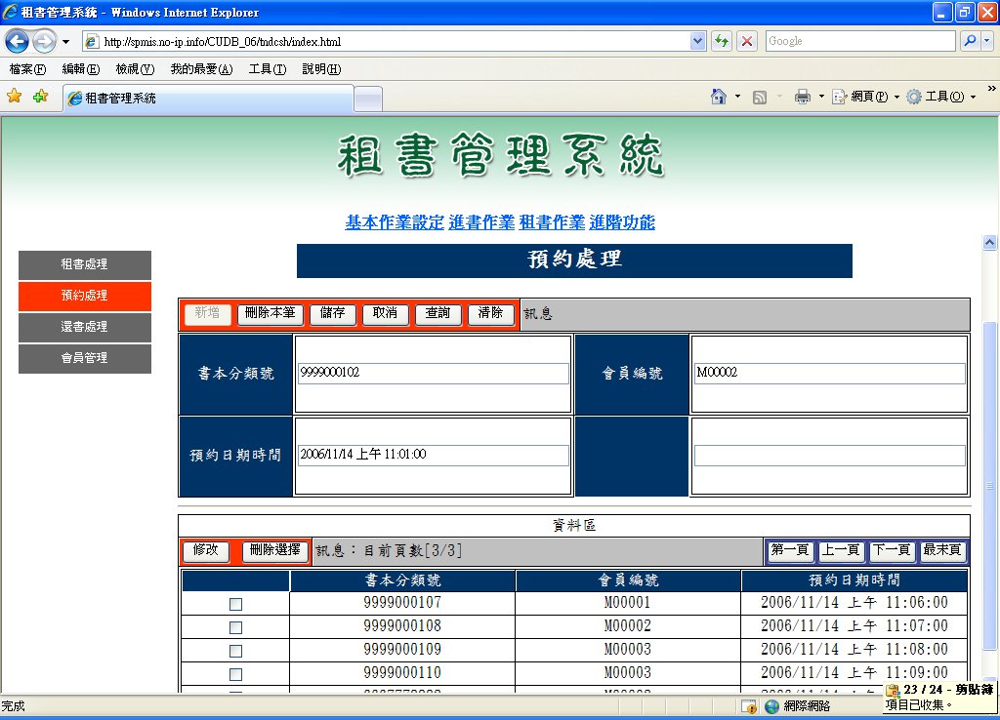 租書管理系統 - Windows Internet Explorer
http://spmis.no-ip.info/CUDB_06/tndcsh/index.html
Google
檔案(F) 編輯(E) 檢視(V) 我的最愛(A) 工具(T) 說明(H)
租書管理系統
網頁(P) 工具(O) »
租書管理系統
基本作業設定 進書作業 租書作業 進階功能
預約處理
租書處理
預約處理
還書處理
會員管理
新增 刪除本筆 儲存 取消 查詢 清除 訊息
書本分類號 9999000102 會員編號 M00002
預約日期時間 2006/11/14 上午 11:01:00
資料區
修改 刪除選擇 訊息：目前頁數[3/3] 第一頁 上一頁 下一頁 最末頁
書本分類號 會員編號 預約日期時間
9999000107 M00001 2006/11/14 上午 11:06:00
9999000108 M00002 2006/11/14 上午 11:07:00
9999000109 M00003 2006/11/14 上午 11:08:00
9999000110 M00003 2006/11/14 上午 11:09:00
完成 網際網路
23 / 24 - 剪貼簿
項目已收集。